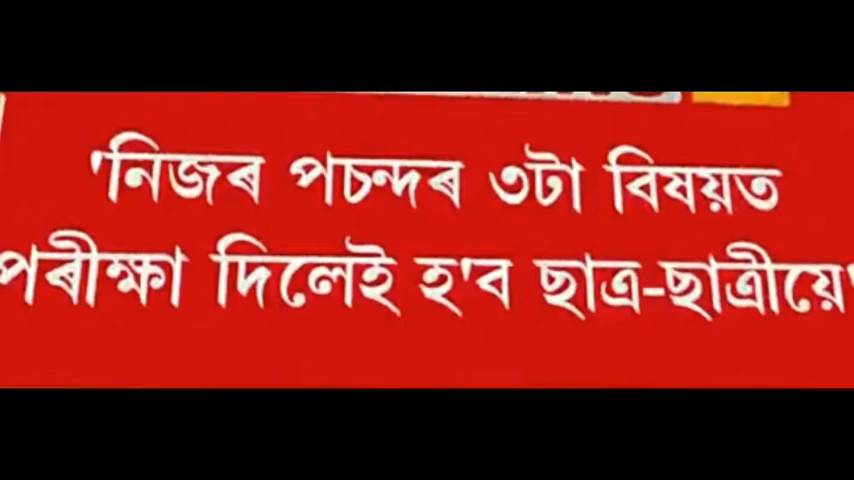 'নিজৰ পচন্দৰ ৩টা বিষয়ত
পৰীক্ষা দিলেই হ'ব ছাত্ৰ-ছাত্ৰীয়ে'